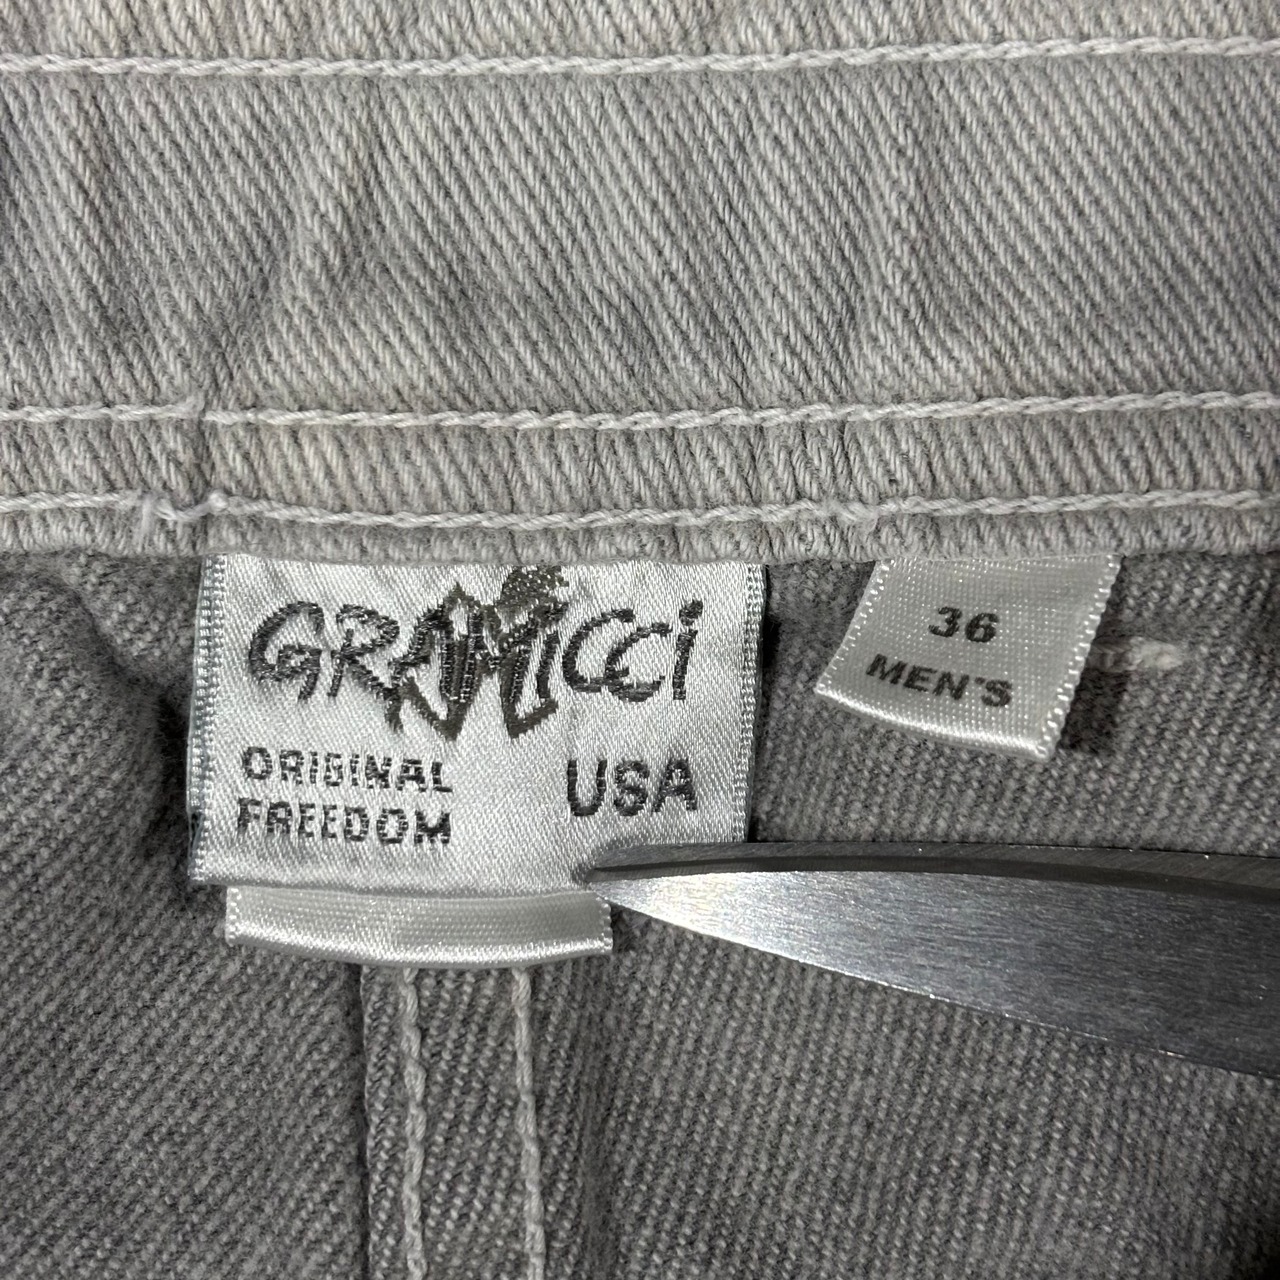 GRAMICCi
ORIGINAL
FREEDOM
USA
36
MEN'S